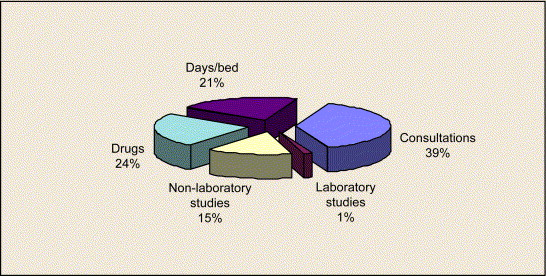 Days/bed
21%
Consultations
39%
Drugs
24%
Non-laboratory
studies
15%
Laboratory
studies
1%